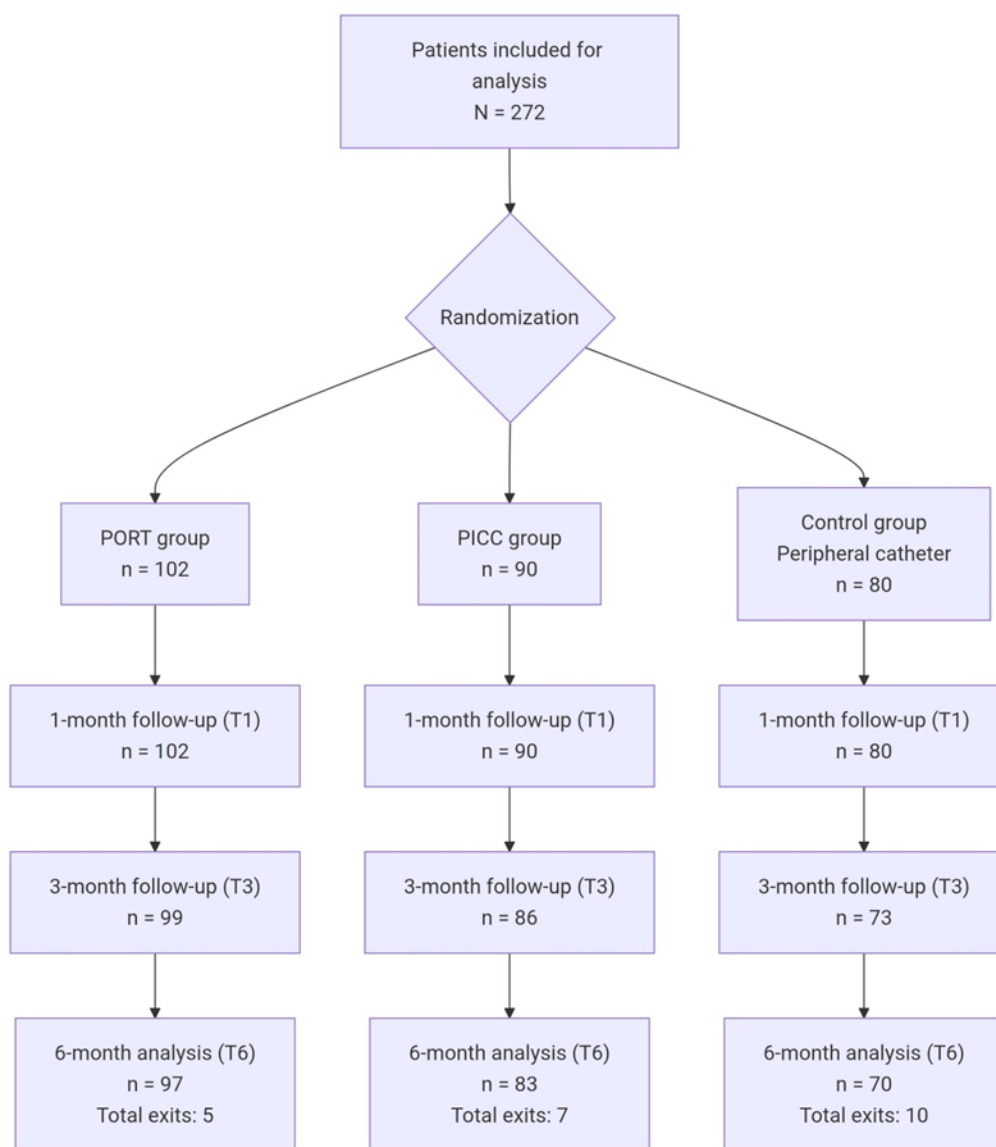 Patients included for
analysis
N = 272
Randomization
PORT group
n = 102
PICC group
n = 90
Control group
Peripheral catheter
n = 80
1-month follow-up (T1)
n = 102
1-month follow-up (T1)
n = 90
1-month follow-up (T1)
n = 80
3-month follow-up (T3)
n = 99
3-month follow-up (T3)
n = 86
3-month follow-up (T3)
n = 73
6-month analysis (T6)
n = 97
Total exits: 5
6-month analysis (T6)
n = 83
Total exits: 7
6-month analysis (T6)
n = 70
Total exits: 10